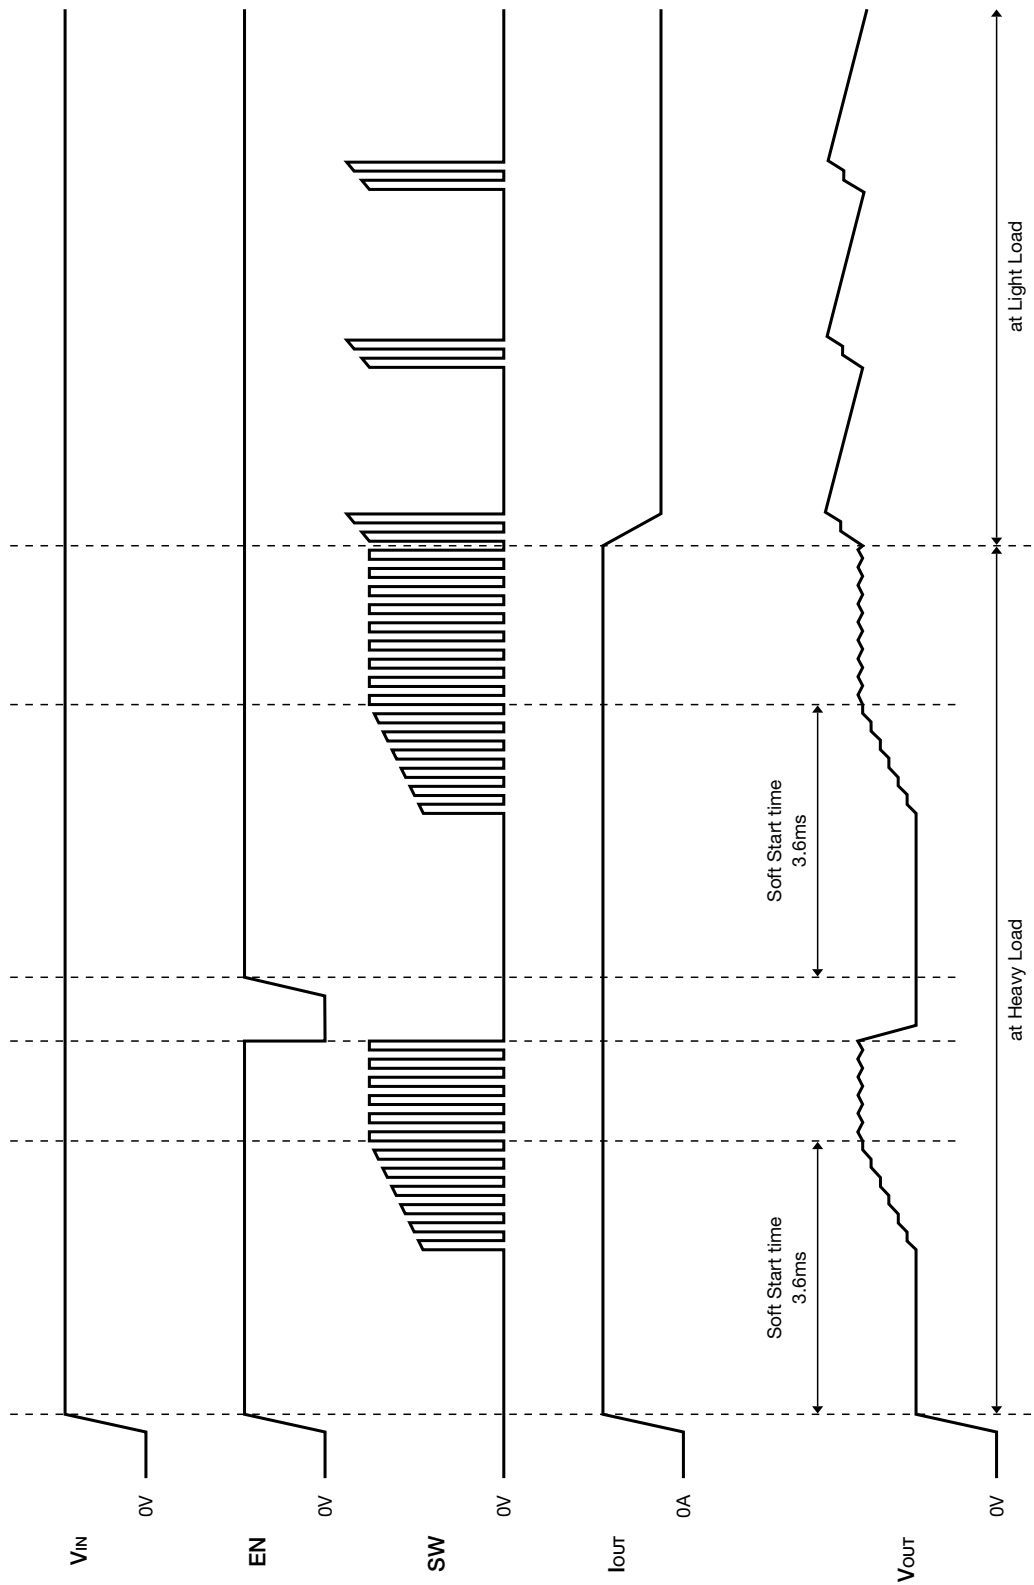 VIN
0V
EN
0V
SW
0V
IOUT
0A
VOUT
0V
Soft Start time
3.6ms
Soft Start time
3.6ms
at Heavy Load
at Light Load